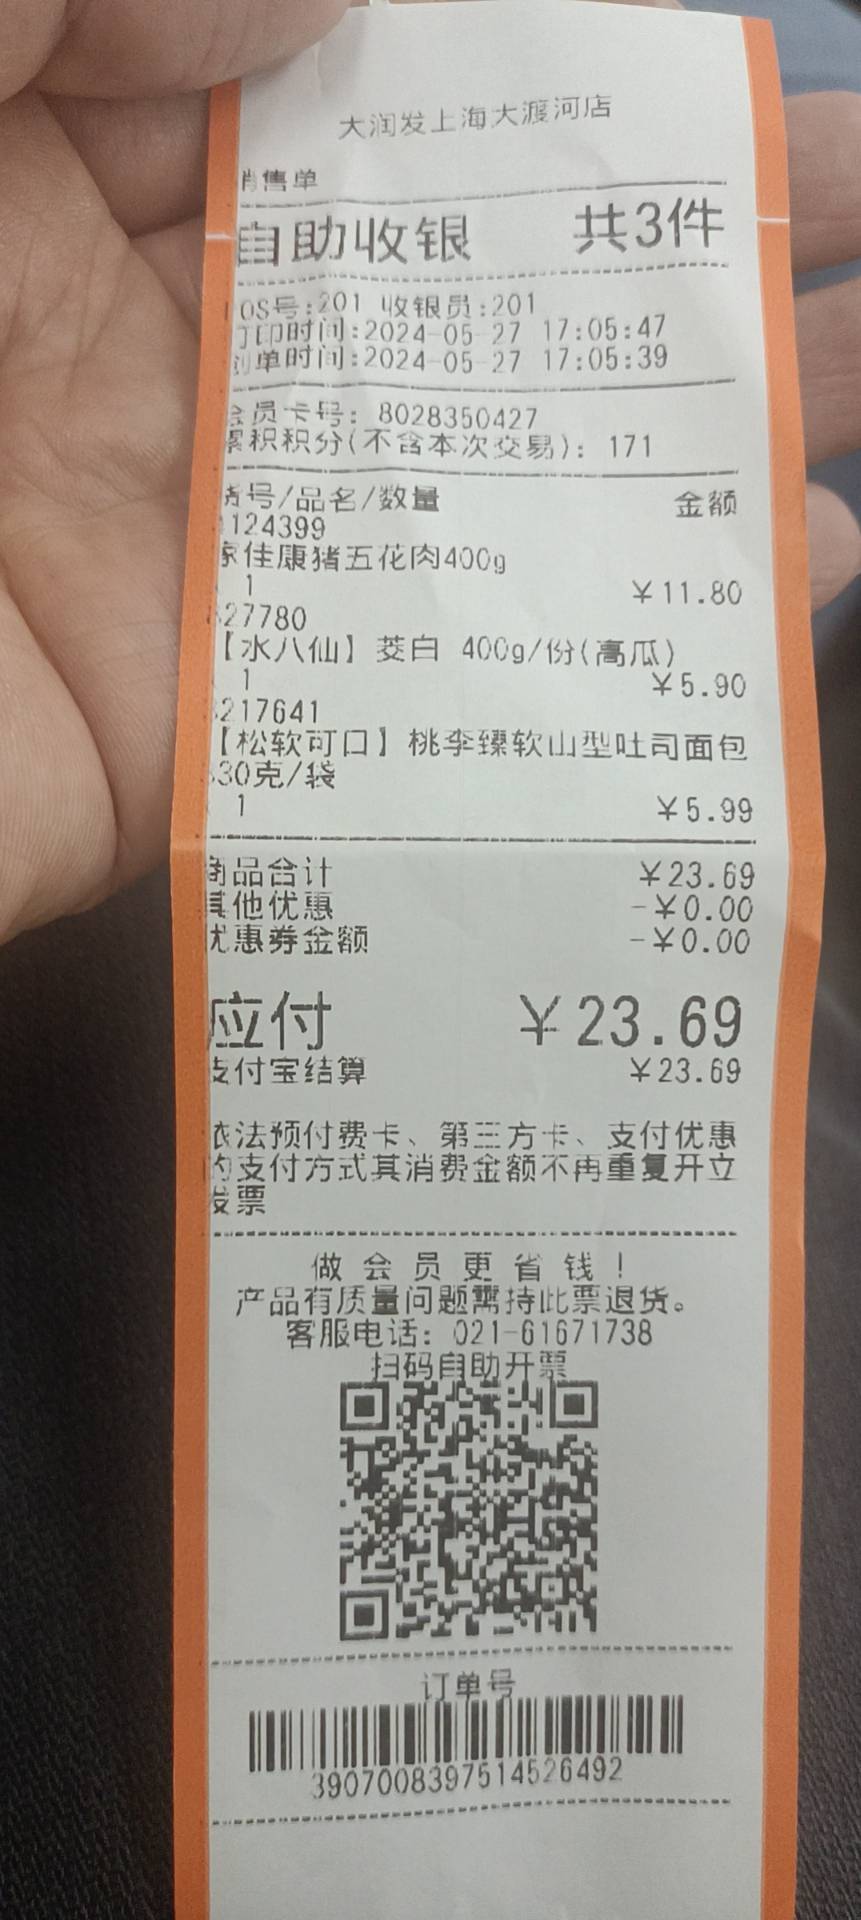 大润发上海大渡河店
销售单
自助收银 共3件
POS号:201 收银员:201
打印时间:2024-05-27 17:05:47
创单时间:2024-05-27 17:05:39
会员卡号: 8028350427
累积积分(不含本次交易): 171
货号/品名/数量 金额
124399
家佳康猪五花肉400g
1 ￥11.80
27780
【水八仙】茭白 400g/份(高瓜)
1 ￥5.90
217641
【松软可口】桃李臻软山型吐司面包
30克/袋
1 ￥5.99
商品合计 ￥23.69
其他优惠 -￥0.00
优惠券金额 -￥0.00
应付 ￥23.69
支付宝结算 ￥23.69
依法预付费卡、第三方卡、支付优惠
的支付方式其消费金额不再重复开立
发票
做会员更省钱！
产品有质量问题需持此票退货。
客服电话: 021-61671738
扫码自助开票
订单号
3907008397514526492